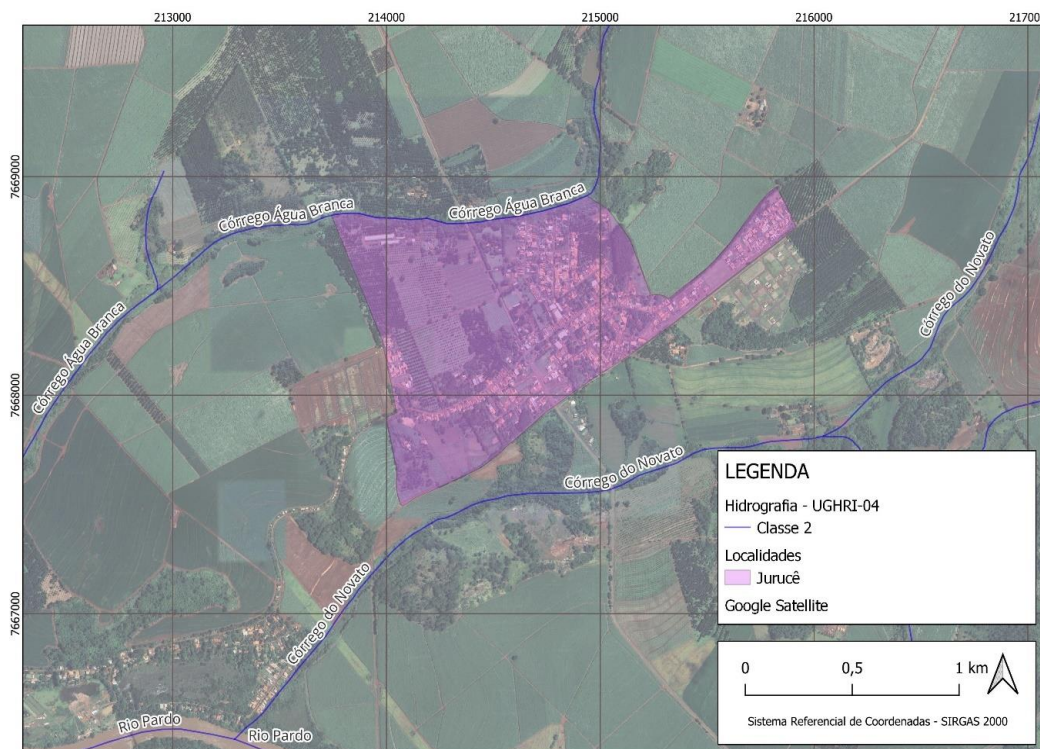 213000
214000
215000
216000
217000
7669000
7668000
7667000
Córrego Água Branca
Córrego Água Branca
Córrego Água Branca
Córrego do Novato
Córrego do Novato
Córrego do Novato
Rio Pardo
Rio Pardo
LEGENDA
Hidrografia - UGHRI-04
Classe 2
Localidades
Jurucê
Google Satellite
0 0,5 1 km
Sistema Referencial de Coordenadas - SIRGAS 2000